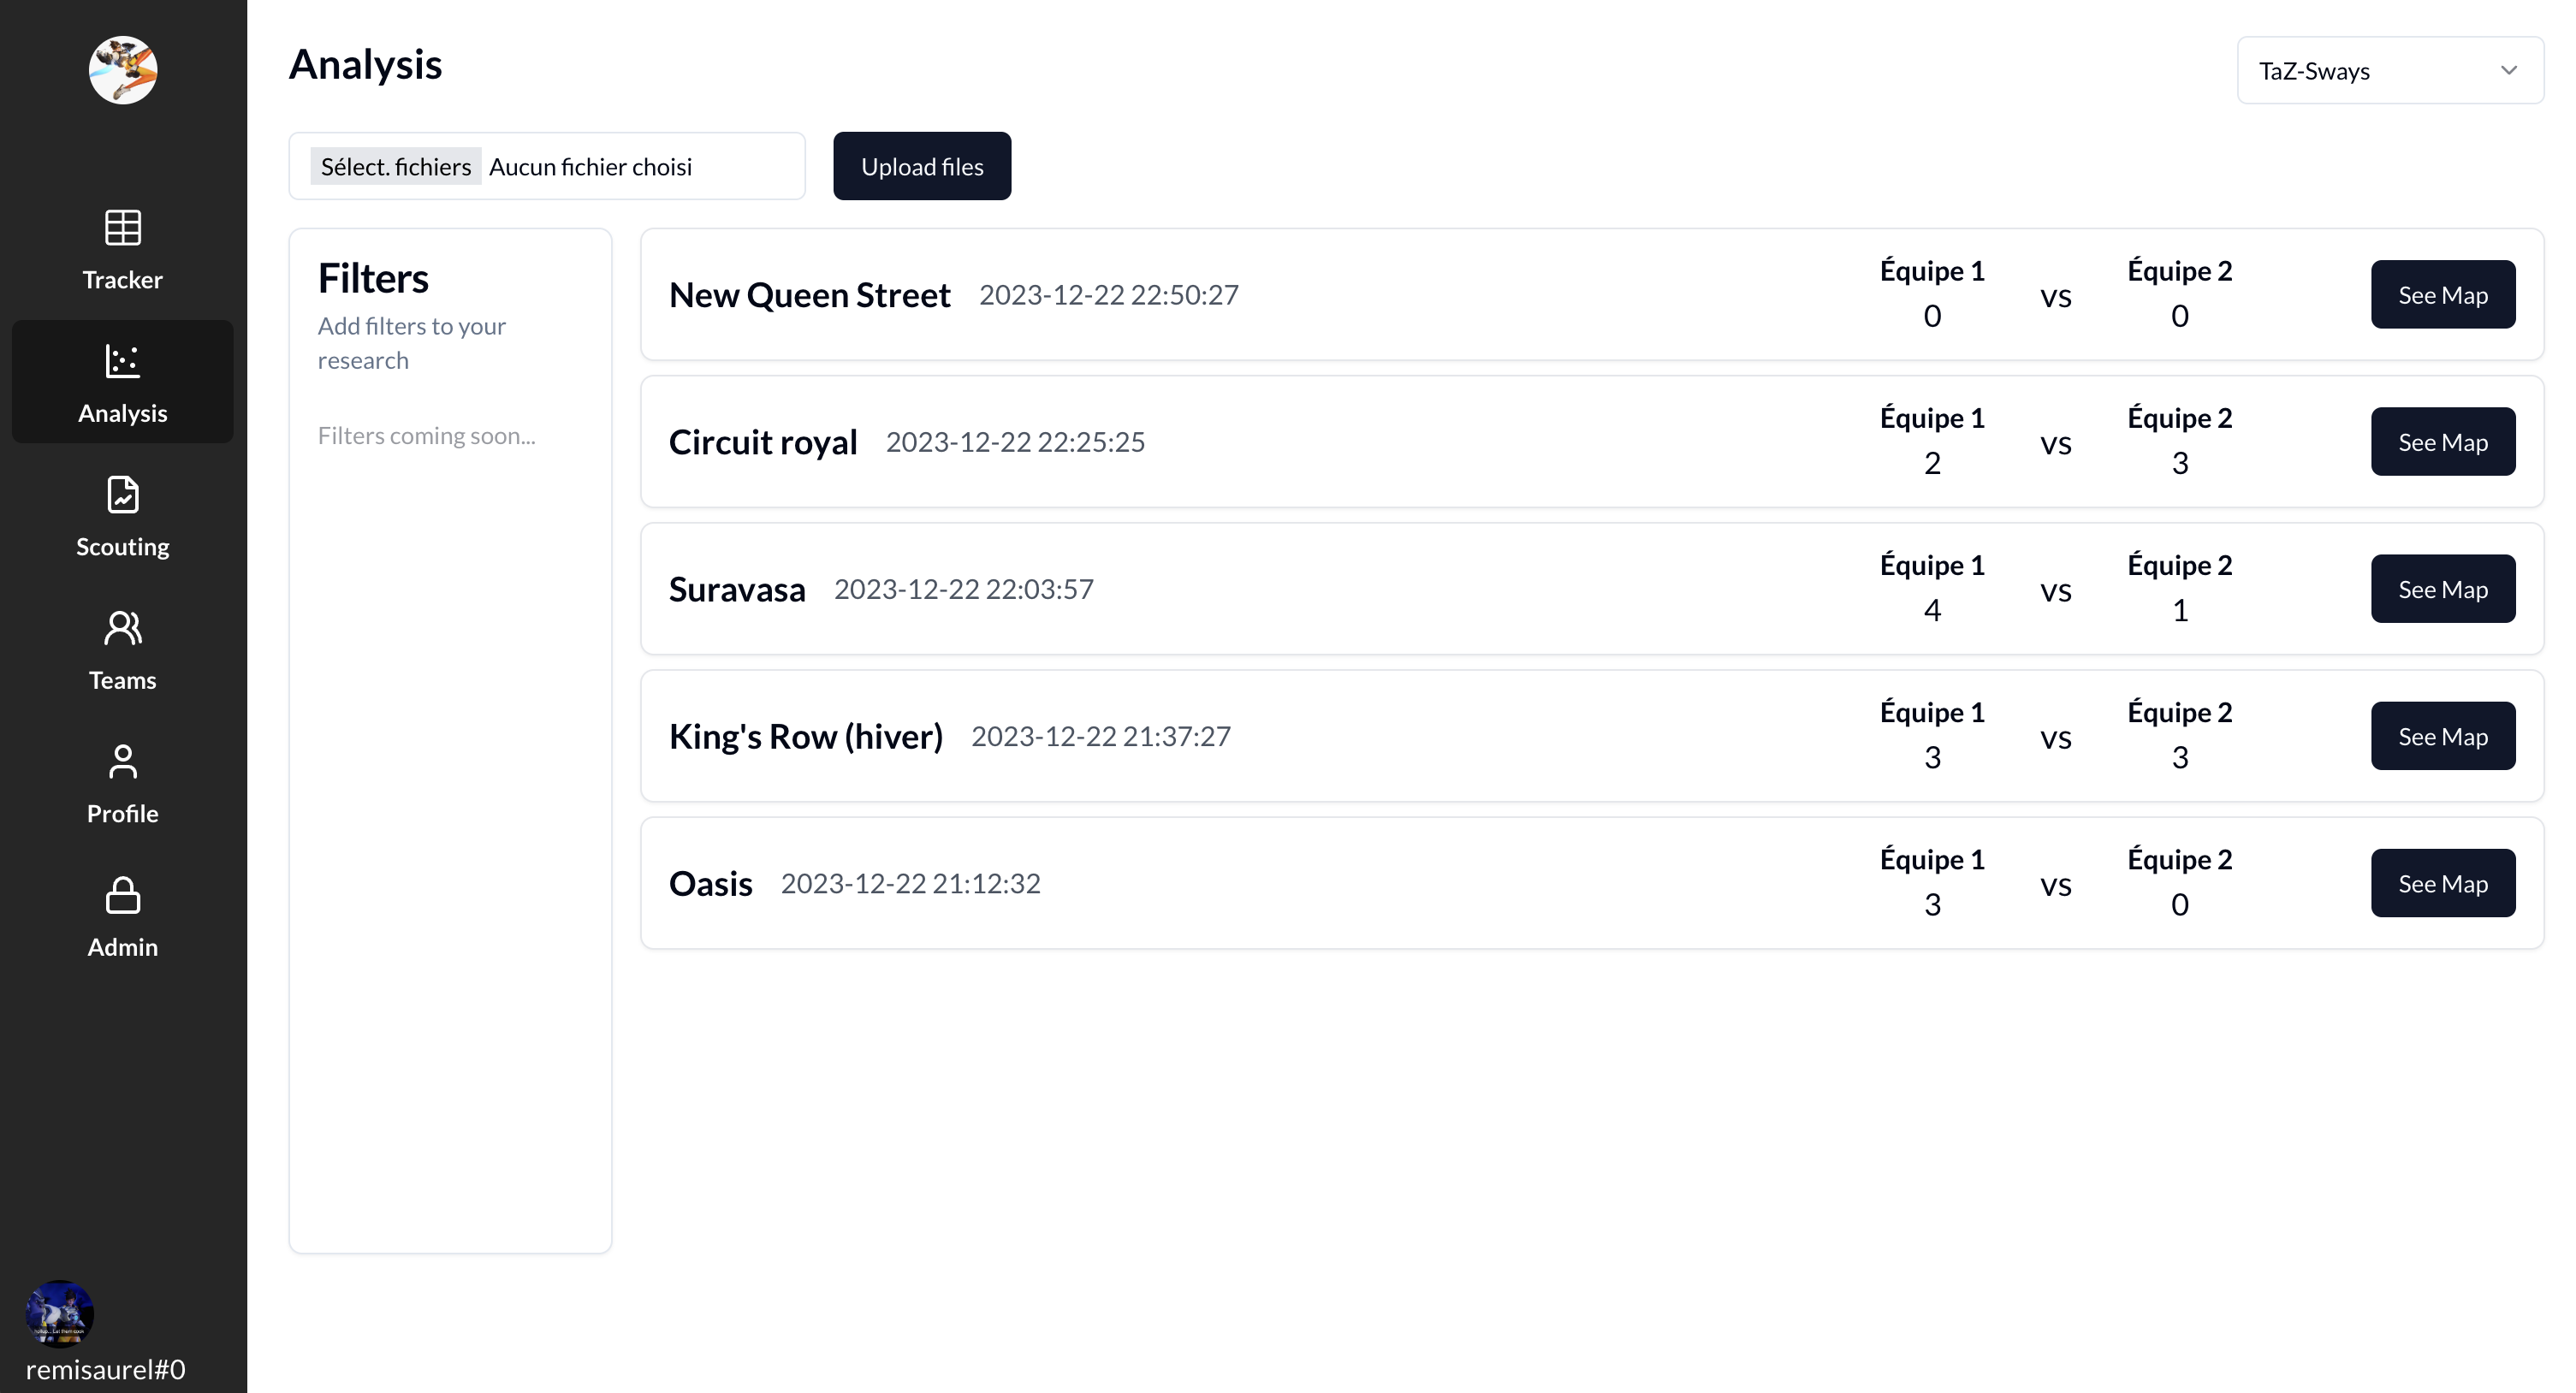 Tracker
Analysis
Scouting
Teams
Profile
Admin
remisaurel#0
Analysis
TaZ-Sways
Sélect. fichiers Aucun fichier choisi
Upload files
Filters
Add filters to your
research
Filters coming soon...
New Queen Street 2023-12-22 22:50:27
Équipe 1 vs Équipe 2
0 0
See Map
Circuit royal 2023-12-22 22:25:25
Équipe 1 vs Équipe 2
2 3
See Map
Suravasa 2023-12-22 22:03:57
Équipe 1 vs Équipe 2
4 1
See Map
King's Row (hiver) 2023-12-22 21:37:27
Équipe 1 vs Équipe 2
3 3
See Map
Oasis 2023-12-22 21:12:32
Équipe 1 vs Équipe 2
3 0
See Map